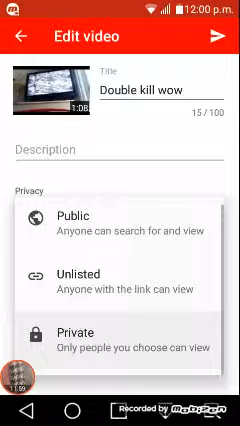 12:00 p.m.
Edit video
Title
Double kill wow
1:08
15 / 100
Description
Privacy
Public
Anyone can search for and view
Unlisted
Anyone with the link can view
Private
Only people you choose can view
11:59
Recorded by mobizen